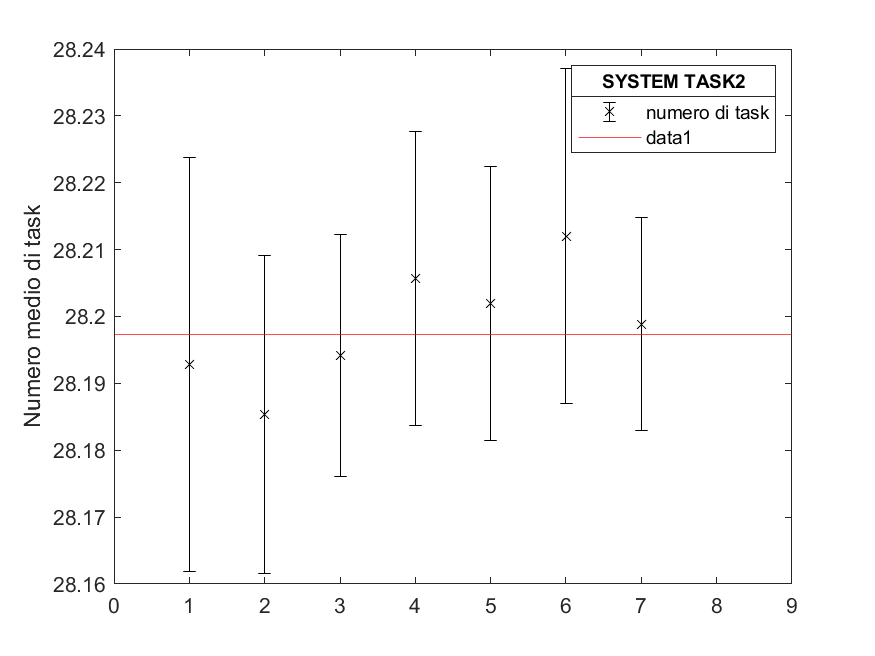 28.24
28.23
28.22
28.21
28.2
28.19
28.18
28.17
28.16
Numero medio di task
SYSTEM TASK2
numero di task
data1
0 1 2 3 4 5 6 7 8 9